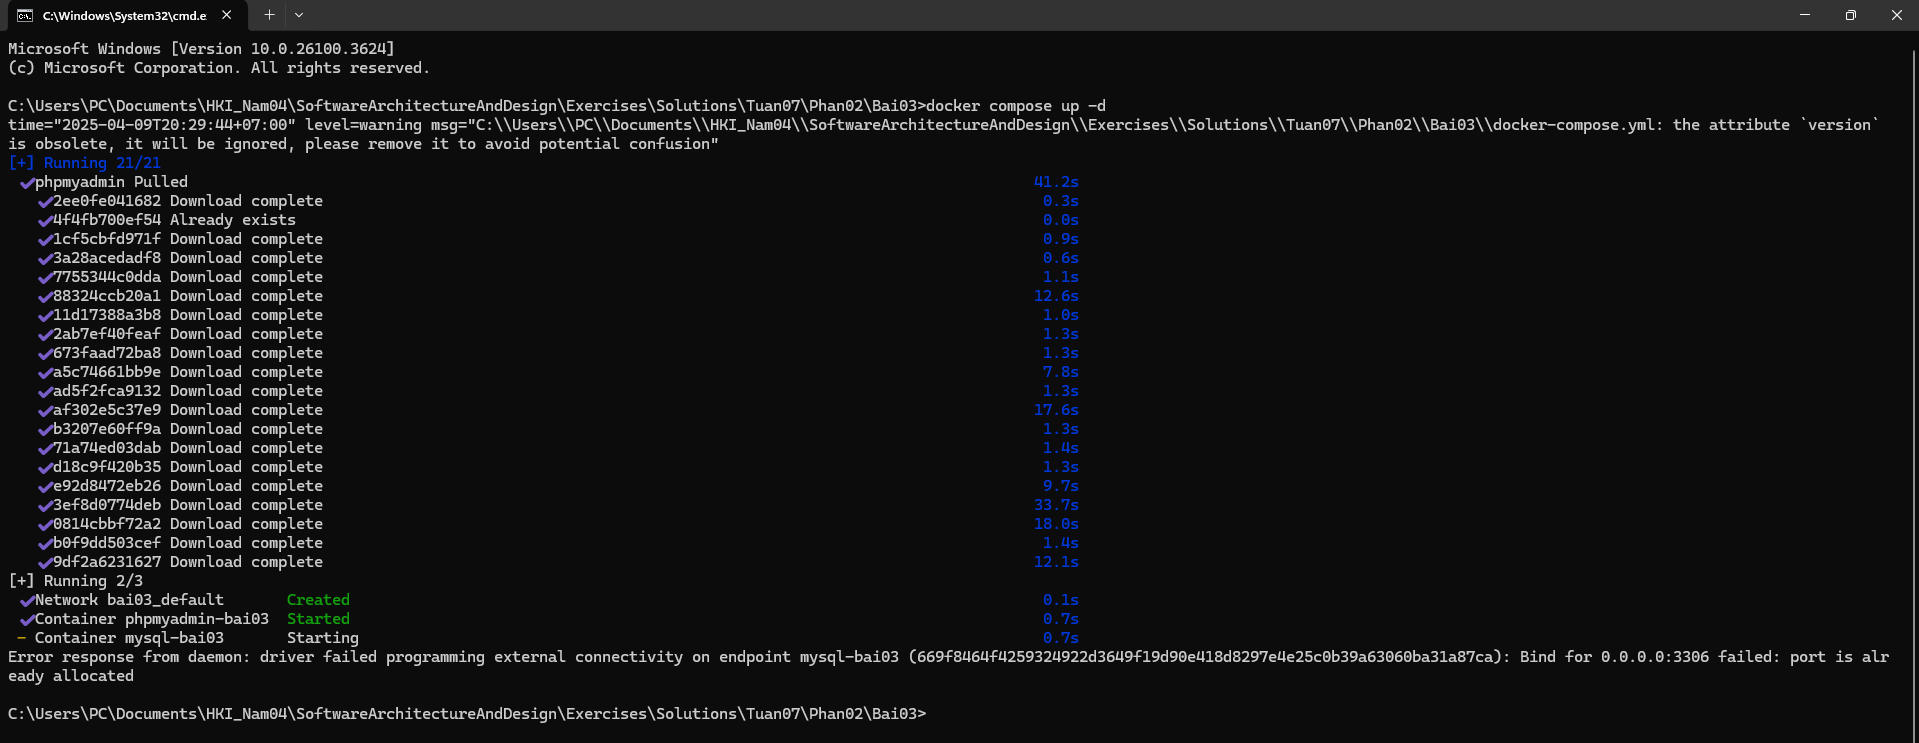 C:\Windows\System32\cmd.e
Microsoft Windows [Version 10.0.26100.3624]
(c) Microsoft Corporation. All rights reserved.
C:\Users\PC\Documents\HKI_Nam04\SoftwareArchitectureAndDesign\Exercises\Solutions\Tuan07\Phan02\Bai03>docker compose up -d
time="2025-04-09T20:29:44+07:00" level=warning msg="C:\\Users\\PC\\Documents\\HKI_Nam04\\SoftwareArchitectureAndDesign\\Exercises\\Solutions\\Tuan07\\Phan02\\Bai03\\docker-compose.yml: the attribute `version`
is obsolete, it will be ignored, please remove it to avoid potential confusion"
[+] Running 21/21
✔phpmyadmin Pulled 41.2s
✔2ee0fe041682 Download complete 0.3s
✔4f4fb700ef54 Already exists 0.0s
✔1cf5cbfd971f Download complete 0.9s
✔3a28acedadf8 Download complete 0.6s
✔7755344c0dda Download complete 1.1s
✔88324ccb20a1 Download complete 12.6s
✔11d17388a3b8 Download complete 1.0s
✔2ab7ef40feaf Download complete 1.3s
✔673faad72ba8 Download complete 1.3s
✔a5c74661bb9e Download complete 7.8s
✔ad5f2fca9132 Download complete 1.3s
✔af302e5c37e9 Download complete 17.6s
✔b3207e60ff9a Download complete 1.3s
✔71a74ed03dab Download complete 1.4s
✔d18c9f420b35 Download complete 1.3s
✔e92d8472eb26 Download complete 9.7s
✔3ef8d0774deb Download complete 33.7s
✔0814cbbf72a2 Download complete 18.0s
✔b0f9dd503cef Download complete 1.4s
✔9df2a6231627 Download complete 12.1s
[+] Running 2/3
✔Network bai03_default Created 0.1s
✔Container phpmyadmin-bai03 Started 0.7s
- Container mysql-bai03 Starting 0.7s
Error response from daemon: driver failed programming external connectivity on endpoint mysql-bai03 (669f8464f4259324922d3649f19d90e418d8297e4e25c0b39a63060ba31a87ca): Bind for 0.0.0.0:3306 failed: port is alr
eady allocated
C:\Users\PC\Documents\HKI_Nam04\SoftwareArchitectureAndDesign\Exercises\Solutions\Tuan07\Phan02\Bai03>